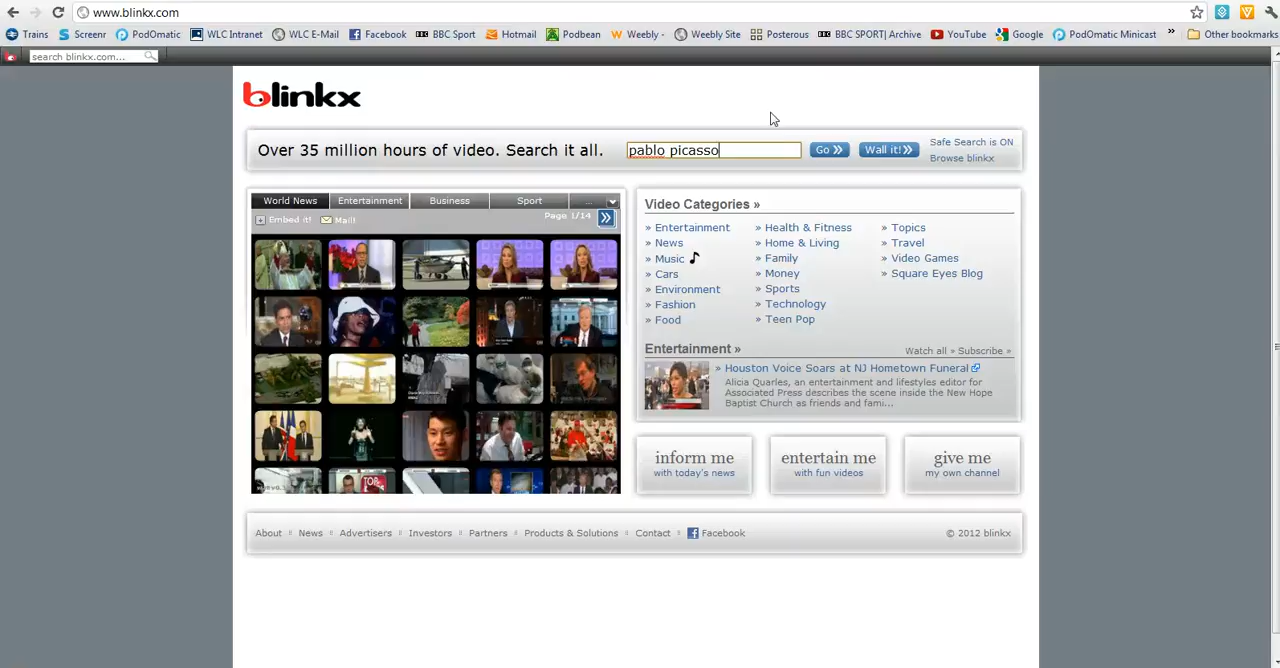 www.blinkx.com
Trains Screenr PodOmatic WLC Intranet WLC E-Mail Facebook BBC Sport Hotmail Podbean Weebly - Weebly Site Posterous BBC SPORT| Archive YouTube Google PodOmatic Minicast » Other bookmarks
search blinkx.com...
blinkx
Over 35 million hours of video. Search it all. pablo picasso Go » Wall it! »
Safe Search is ON
Browse blinkx
World News Entertainment Business Sport ...
Embed it! Mail! Page 1/14 »
Video Categories »
» Entertainment » Health & Fitness » Topics
» News » Home & Living » Travel
» Music » Family » Video Games
» Cars » Money » Square Eyes Blog
» Environment » Sports
» Fashion » Technology
» Food » Teen Pop
Entertainment » Watch all » Subscribe »
» Houston Voice Soars at NJ Hometown Funeral
Alicia Quarles, an entertainment and lifestyles editor for
Associated Press describes the scene inside the New Hope
Baptist Church as friends and fami...
inform me
with today's news
entertain me
with fun videos
give me
my own channel
About News Advertisers Investors Partners Products & Solutions Contact Facebook © 2012 blinkx